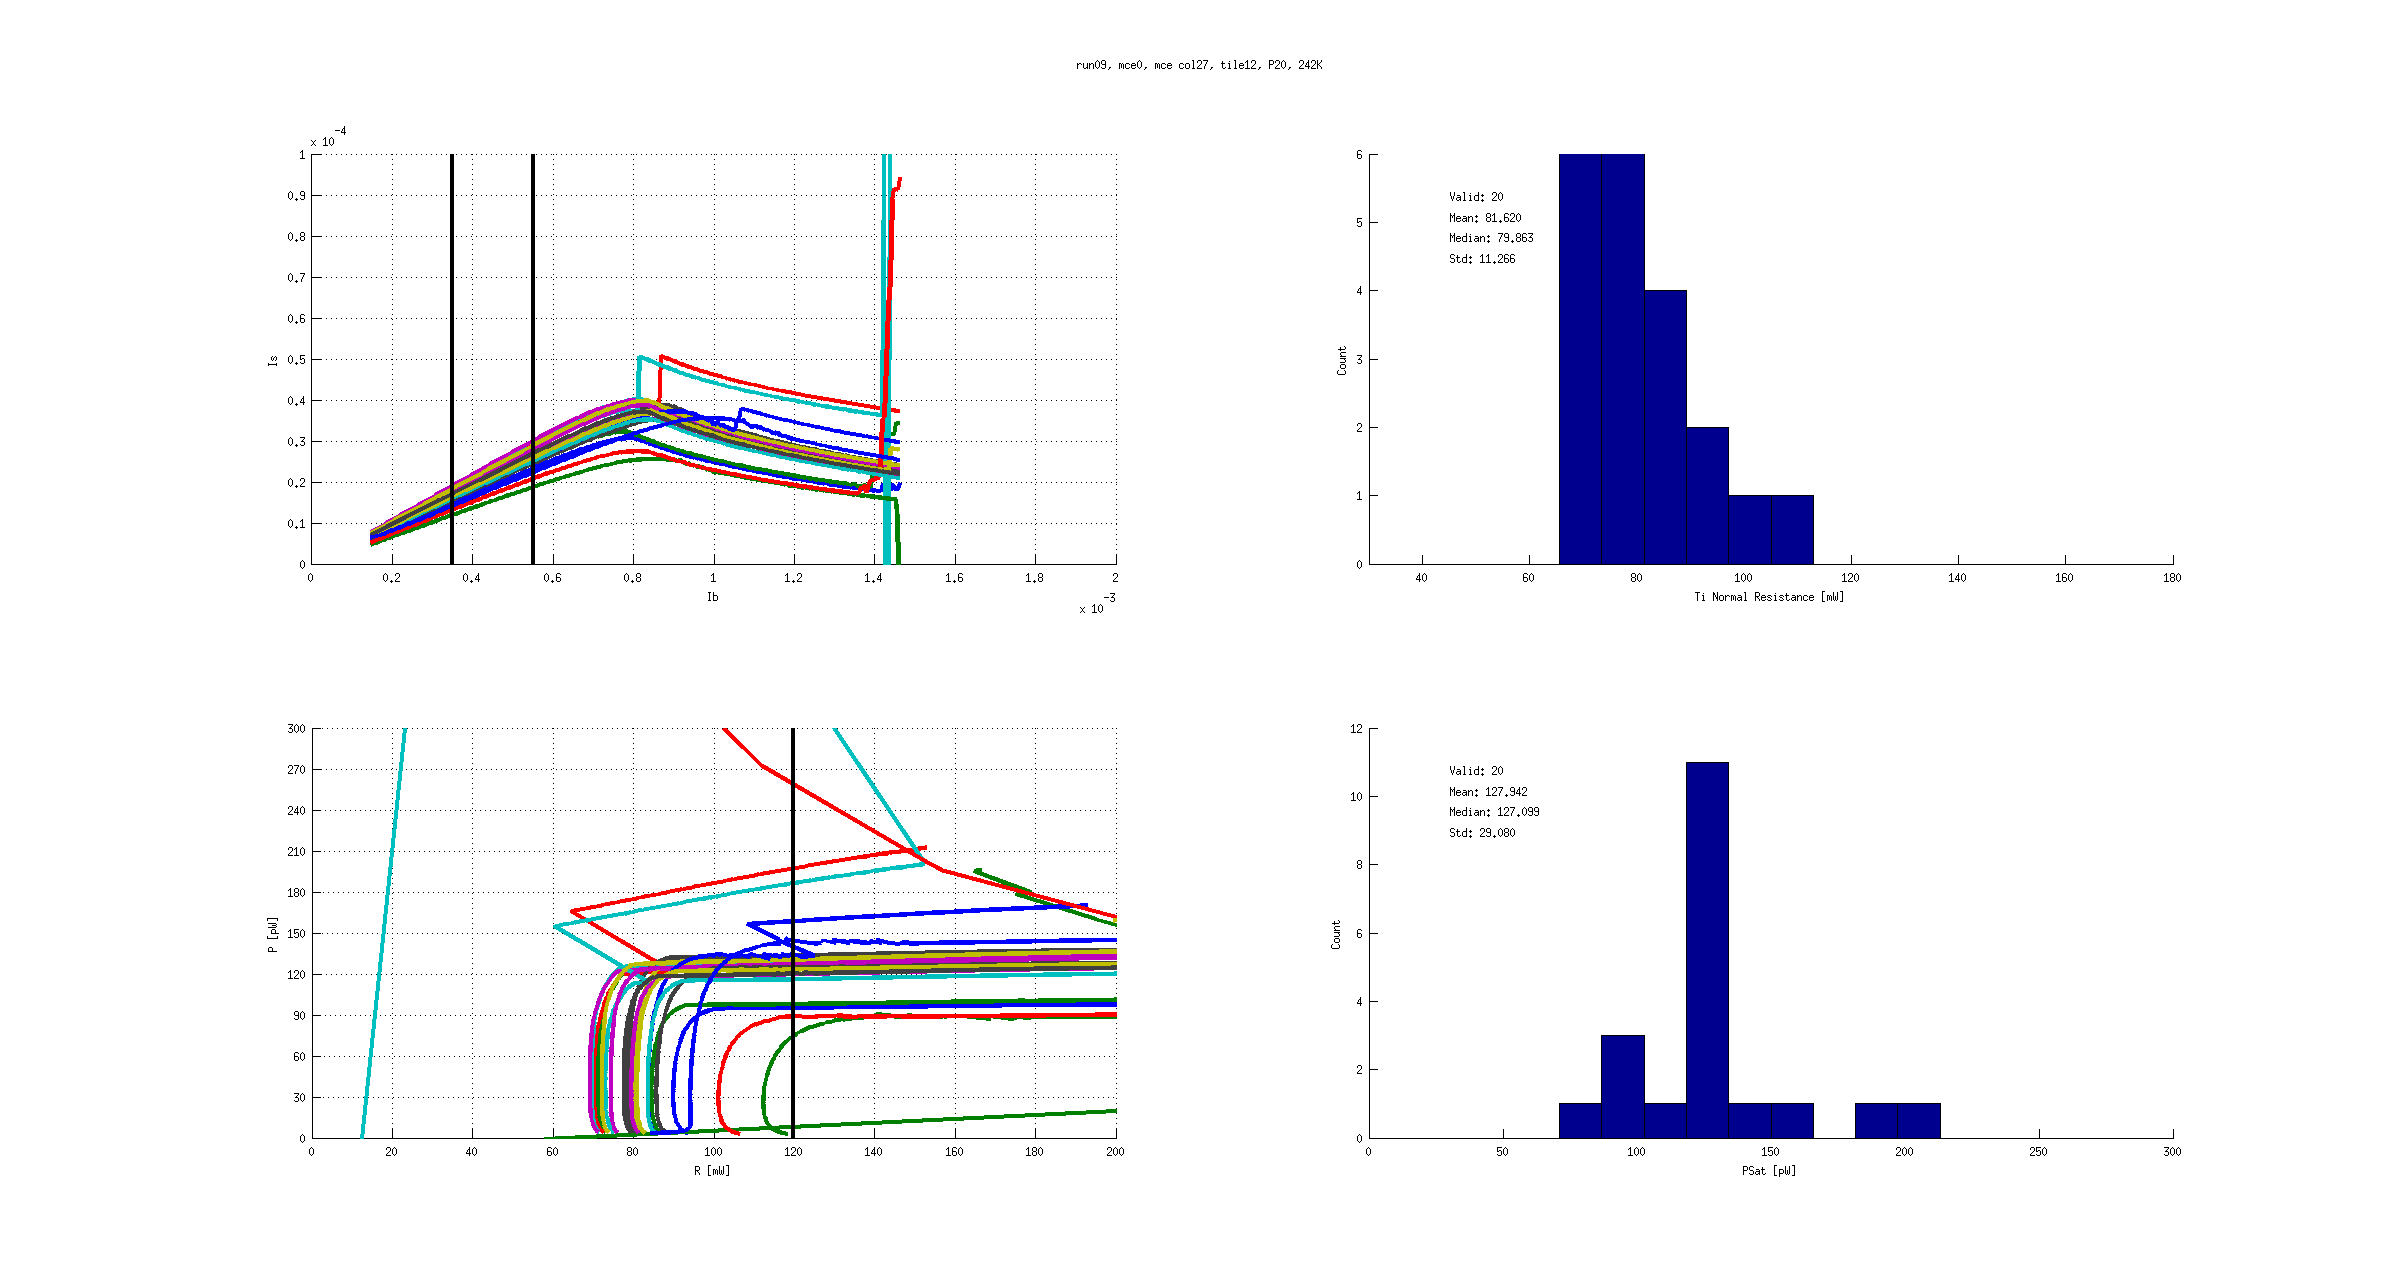 run09, mce0, mce col27, tile12, P20, 242K
x 10^-4
1
0.9
0.8
0.7
0.6
0.5
0.4
0.3
0.2
0.1
0
Is
0 0.2 0.4 0.6 0.8 1 1.2 1.4 1.6 1.8 2
Ib
x 10^-3
6
5
4
3
2
1
0
Count
Valid: 20
Mean: 81.620
Median: 79.863
Std: 11.266
40 60 80 100 120 140 160 180
Ti Normal Resistance [mW]
300
270
240
210
180
150
120
90
60
30
0
P [pW]
0 20 40 60 80 100 120 140 160 180 200
R [mW]
12
10
8
6
4
2
0
Count
Valid: 20
Mean: 127.942
Median: 127.099
Std: 29.080
0 50 100 150 200 250 300
PSat [pW]